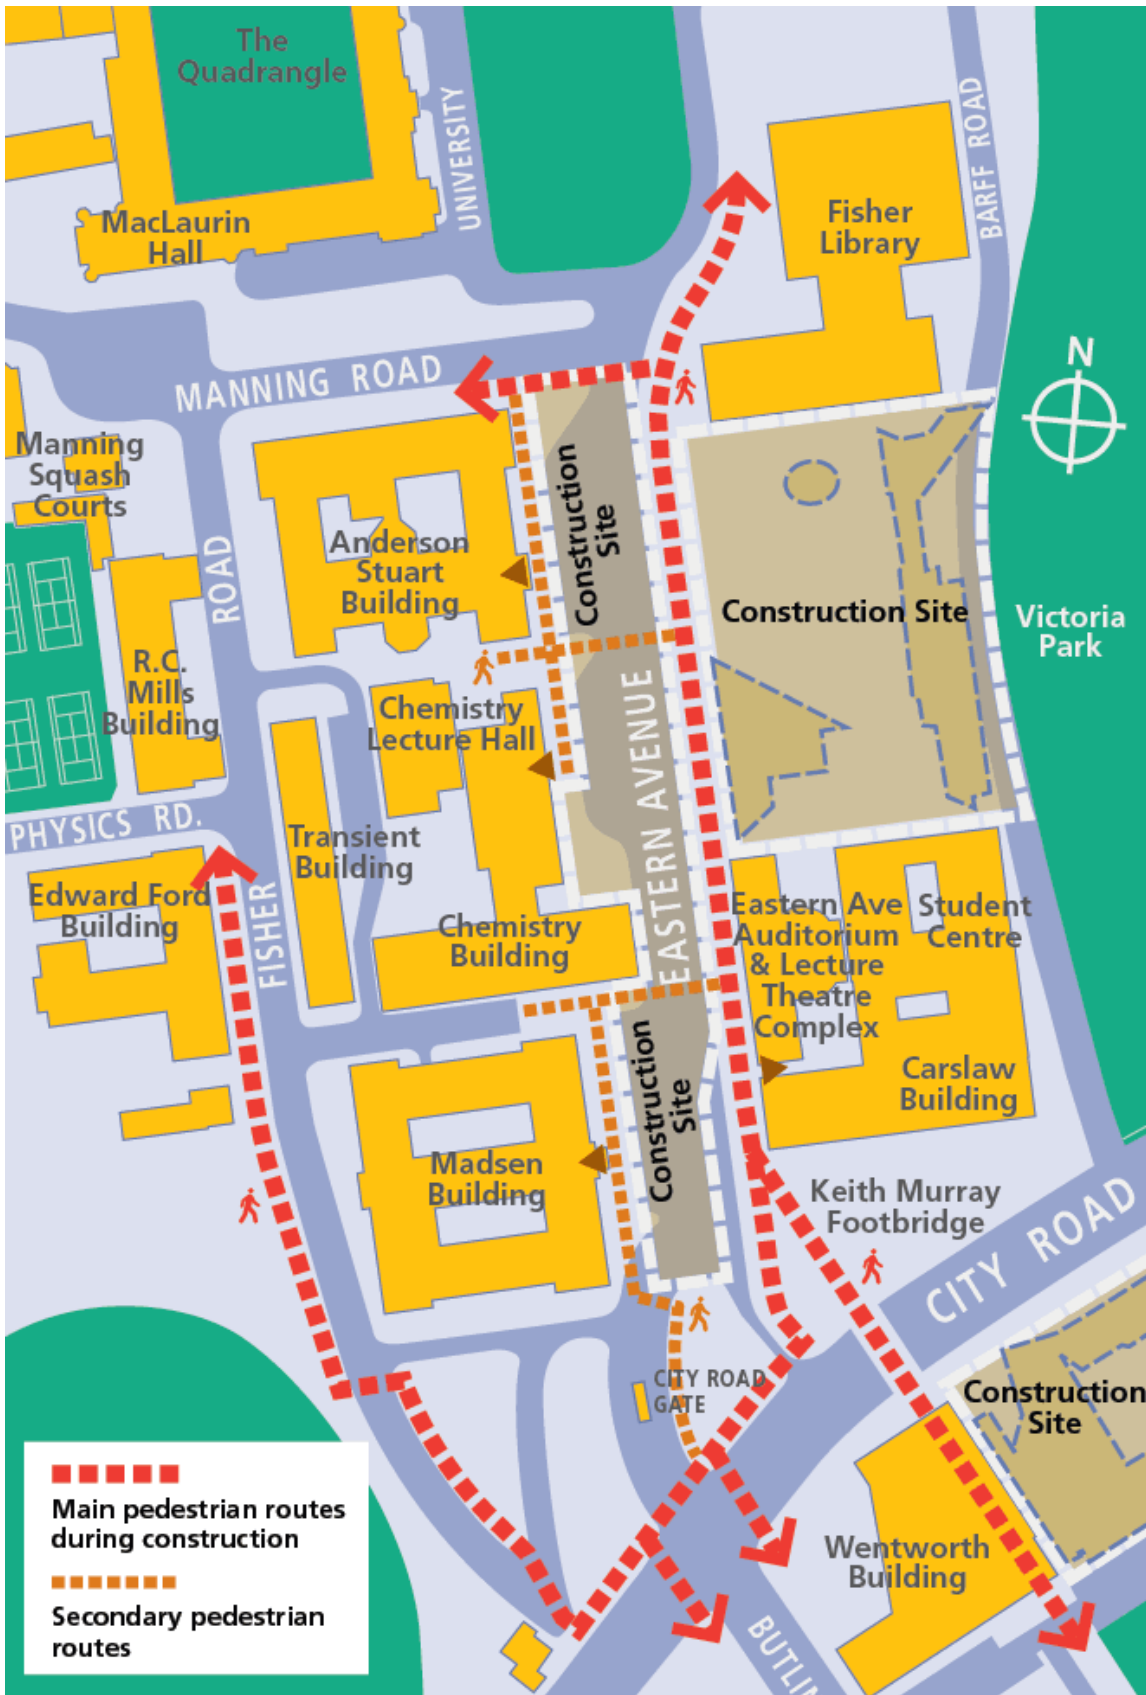 The
Quadrangle
UNIVERSITY
BARFF ROAD
MacLaurin
Hall
Fisher
Library
MANNING ROAD
N
Manning
Squash
Courts
Construction
Site
Anderson
Stuart
Building
ROAD
Construction Site
Victoria
Park
R.C.
Mills
Building
Chemistry
Lecture Hall
EASTERN AVENUE
PHYSICS RD.
Transient
Building
Edward Ford
Building
FISHER
Chemistry
Building
Eastern Ave
Auditorium
& Lecture
Theatre
Complex
Student
Centre
Construction
Site
Carslaw
Building
Madsen
Building
Keith Murray
Footbridge
CITY ROAD
CITY ROAD
GATE
Construction
Site
Main pedestrian routes
during construction
Secondary pedestrian
routes
Wentworth
Building
BUTLIN